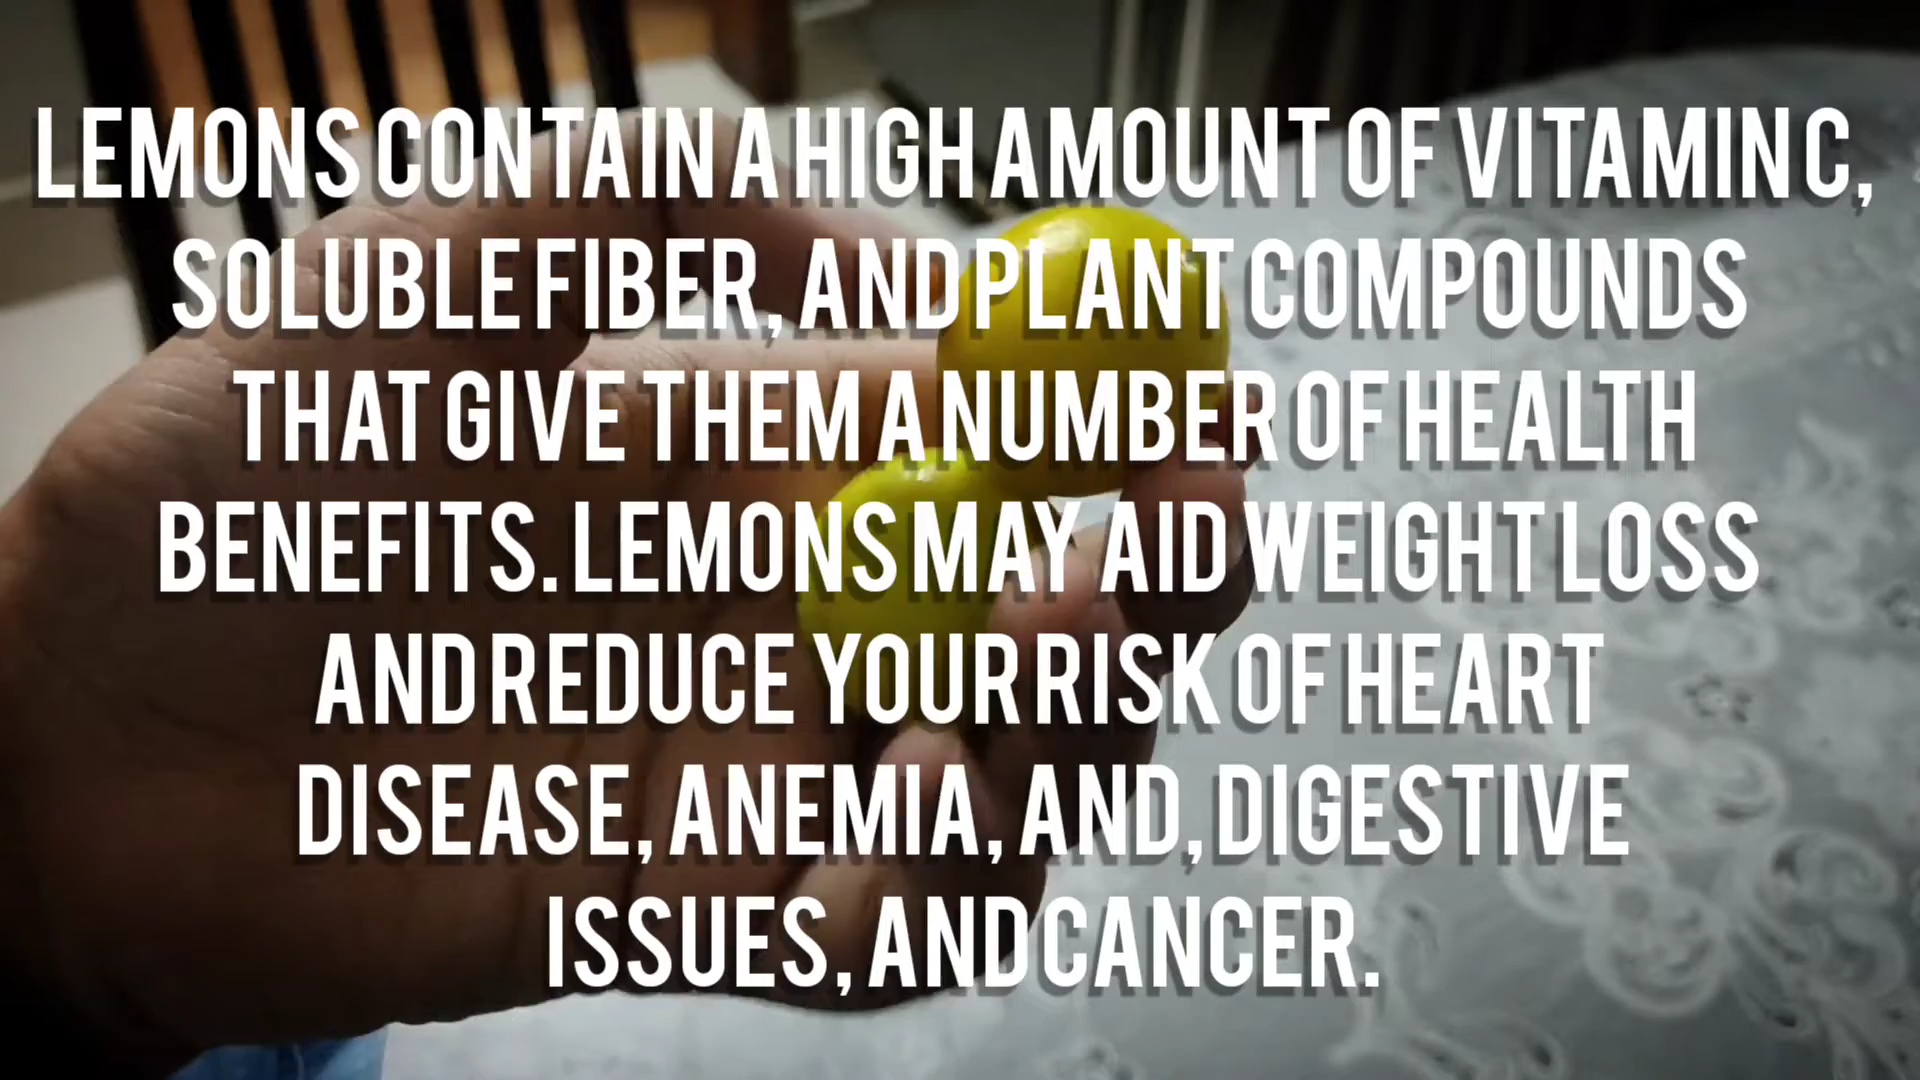 LEMONS CONTAIN A HIGH AMOUNT OF VITAMIN C,
SOLUBLE FIBER, AND PLANT COMPOUNDS
THAT GIVE THEM A NUMBER OF HEALTH
BENEFITS. LEMONS MAY AID WEIGHT LOSS
AND REDUCE YOUR RISK OF HEART
DISEASE, ANEMIA, AND, DIGESTIVE
ISSUES, AND CANCER.